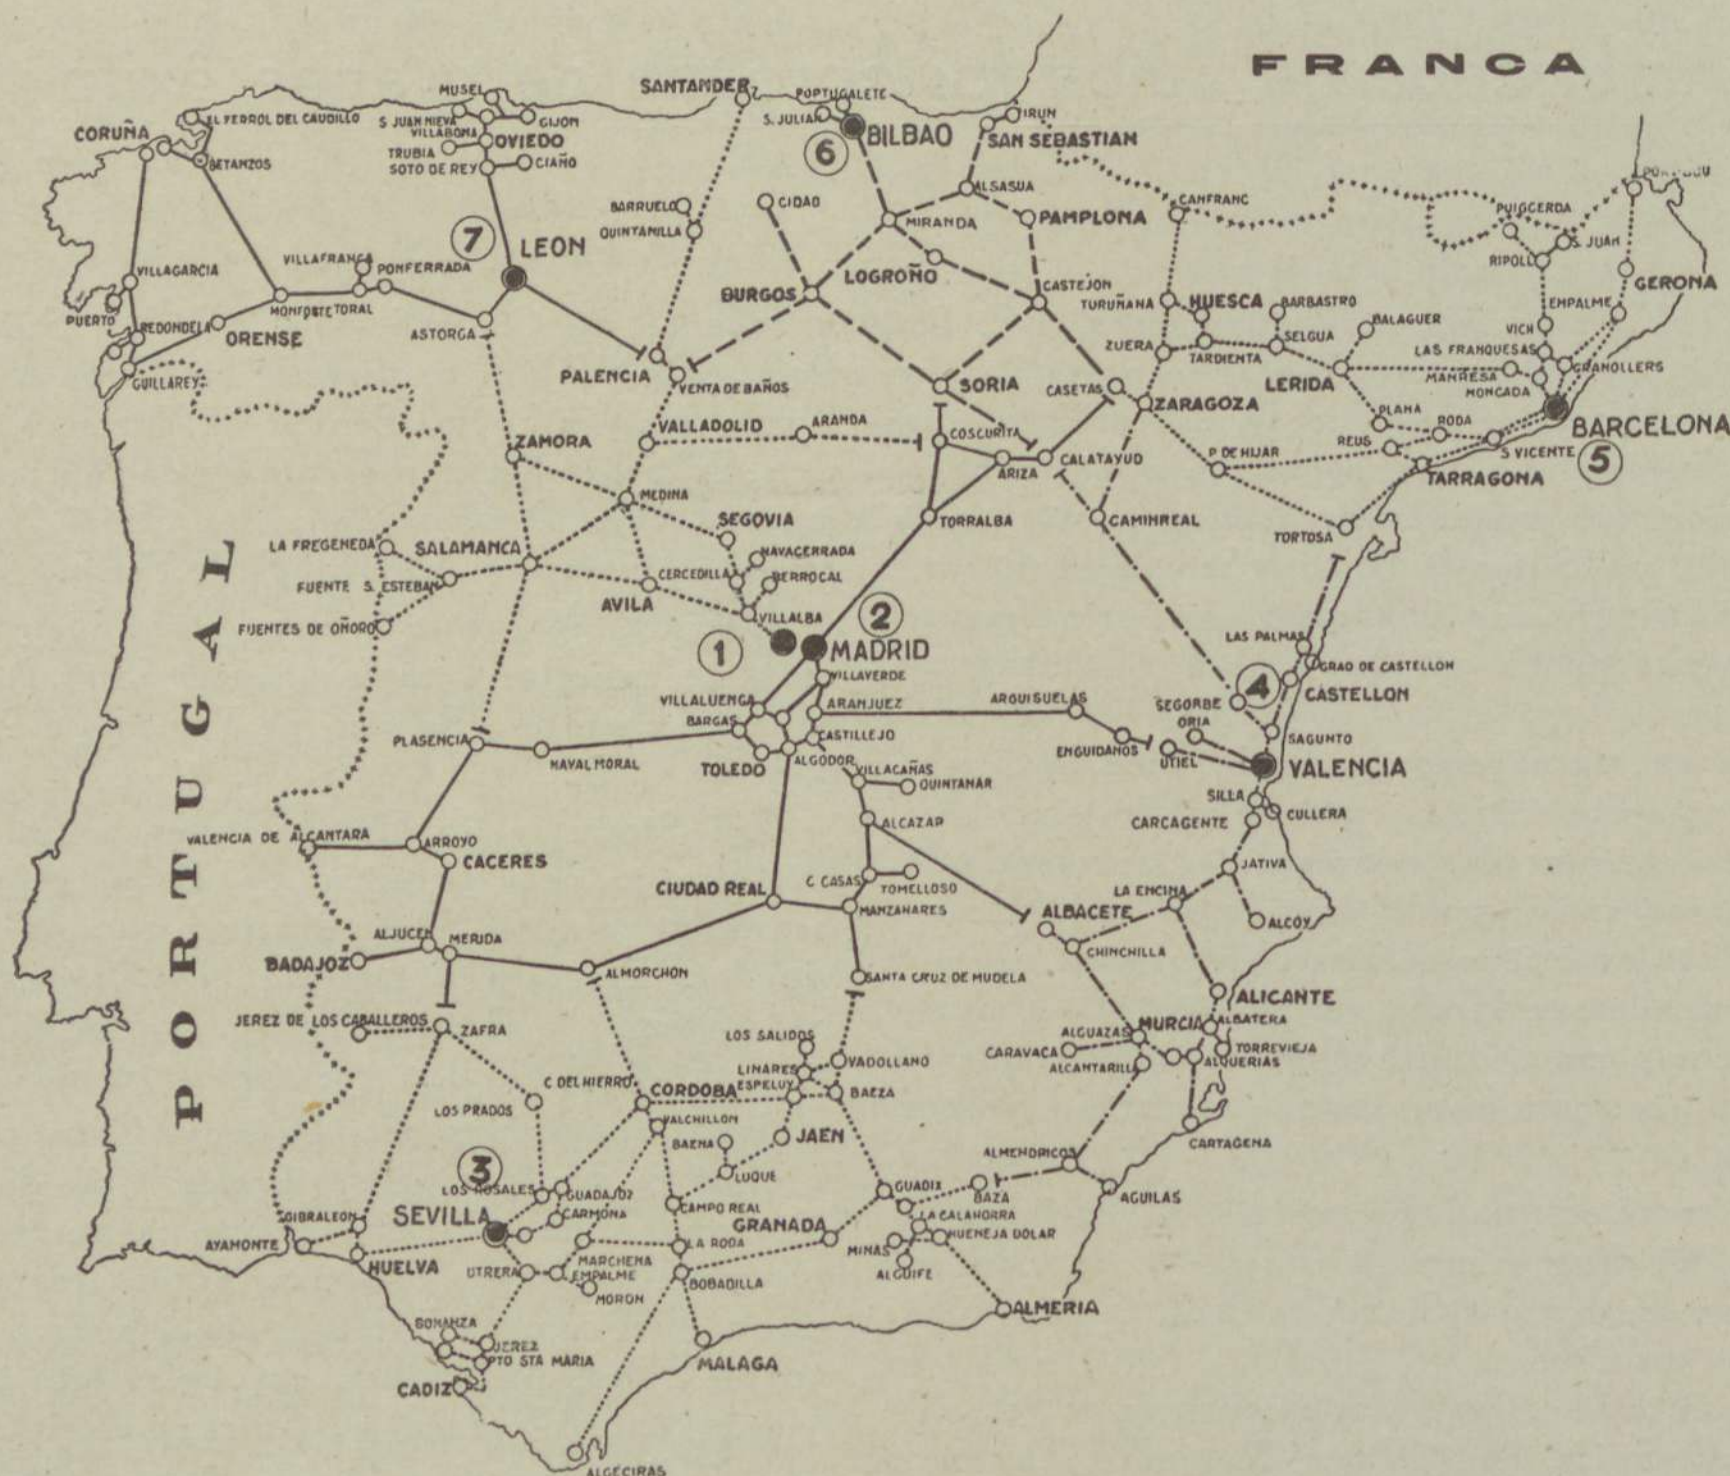 FRANCA
SANTANDER
MUSEL
PORTUGALETE
S. JULIAN
IRUN
EL FERROL DEL CAUDILLO
S JUAN NIEVA
GIJON
CORUÑA
VILLABONA
OVIEDO
6
BILBAO
SAN SEBASTIAN
TRUBIA
BETANZOS
SOTO DE REY
CIAÑO
ALSASUA
CANFRANC
BARRUELO
CIDAD
PAMPLONA
PUIGCERDA
QUINTANILLA
MIRANDA
7
LEON
S. JUAN
RIPOLL
VILLAFRANCA
PONFERRADA
VILLAGARCIA
LOGROÑO
GERONA
BURGOS
CASTEJON
TURUÑANA
HUESCA
BARBASTRO
EMPALME
MONFORTE
TORAL
PUERTO
REDONDELA
ORENSE
ASTORGA
BALAGUER
VICH
SELGUA
ZUERA
TARDIENTA
LAS FRANQUESAS
GRANOLLERS
GUILLAREY
PALENCIA
VENTA DE BAÑOS
SORIA
CASETAS
LERIDA
MANRESA
MONCADA
ZARAGOZA
PLANA
RODA
BARCELONA
ZAMORA
VALLADOLID
ARANDA
COSCURITA
REUS
S VICENTE
5
ARIZA
CALATAYUD
P. DE HIJAR
TARRAGONA
MEDINA
SEGOVIA
TORRALBA
CAMINREAL
TORTOSA
LA FREGENEDA
SALAMANCA
NAVACERRADA
FUENTE S. ESTEBAN
CERCEDILLA
BERROCAL
AVILA
VILLALBA
FUENTES DE OÑORO
1
2
MADRID
LAS PALMAS
GRAO DE CASTELLON
VILLAVERDE
PORTUGAL
4
CASTELLON
VILLALUENGA
ARANJUEZ
ARGUISUELAS
SEGORBE
BARGAS
ORIA
CASTILLEJO
SAGUNTO
PLASENCIA
NAVALMORAL
TOLEDO
ALGODOR
ENGUIDANOS
UTIEL
VALENCIA
VILLACAÑAS
QUINTANAR
SILLA
CULLERA
ALCAZAR
CARCAGENTE
VALENCIA DE ALCANTARA
ARROYO
CACERES
JATIVA
CIUDAD REAL
C. CASAS
TOMELLOSO
LA ENCINA
MANZANARES
ALBACETE
ALCOY
ALJUCEN
MERIDA
CHINCHILLA
BADAJOZ
ALMORCHON
SANTA CRUZ DE MUDELA
ALICANTE
JEREZ DE LOS CABALLEROS
ZAFRA
ALGUAZAS
MURCIA
ALBATERA
LOS SALIDOS
CARAVACA
TORREVIEJA
VADOLLANO
ALCANTARILLA
ALQUERIAS
LINARES
C. DEL HIERRO
CORDOBA
ESPELUY
BAEZA
LOS PRADOS
VALCHILLON
BAENA
JAEN
CARTAGENA
3
ALMENDRICOS
LUQUE
LOS ROSALES
GUADAJOZ
GUADIX
BAZA
AGUILAS
CAMPO REAL
SEVILLA
CARMONA
GIBRALEON
GRANADA
LA CALAHORRA
AYAMONTE
LA RODA
HUENEJA DOLAR
MINAS
HUELVA
UTRERA
MARCHENA
EMPALME
ALQUIFE
MORON
BOBADILLA
ALMERIA
BONANZA
JEREZ
PTO STA MARIA
MALAGA
CADIZ
ALGECIRAS